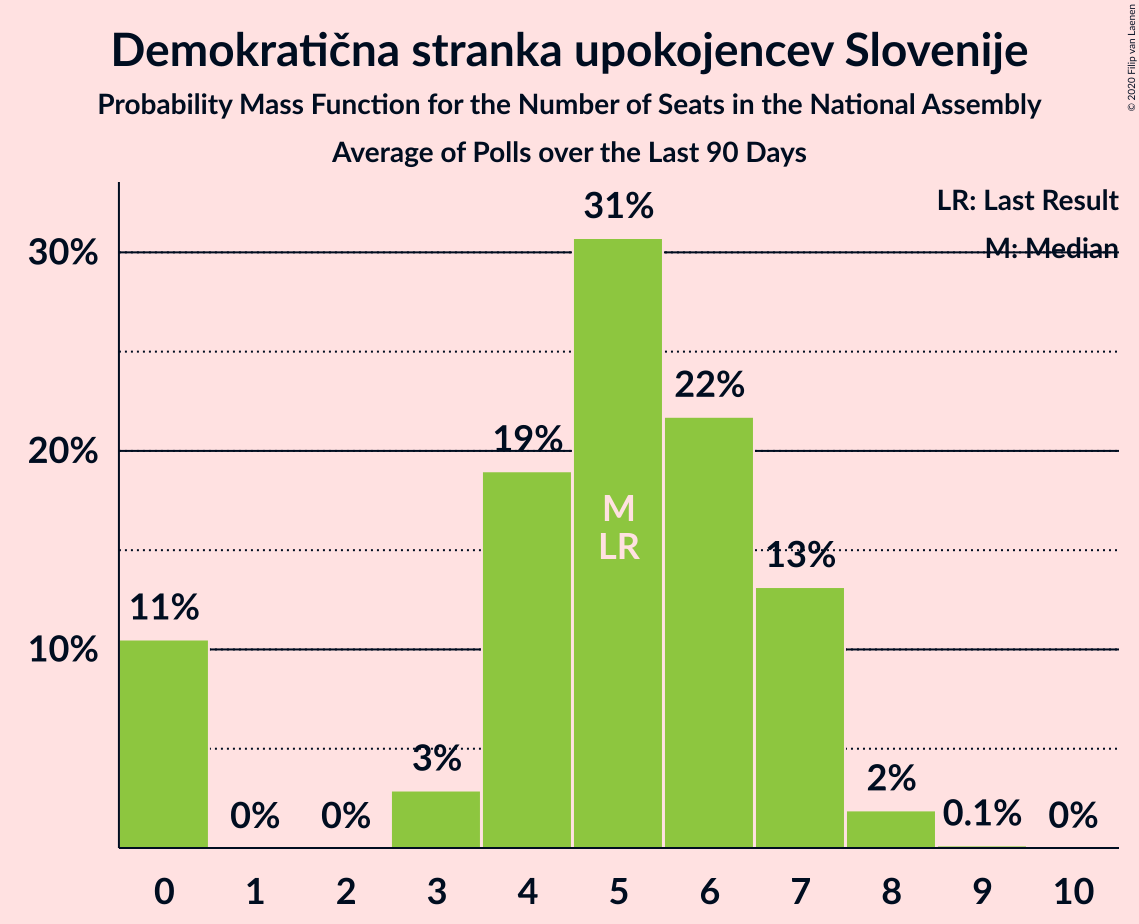 Demokratična stranka upokojencev Slovenije
Probability Mass Function for the Number of Seats in the National Assembly
Average of Polls over the Last 90 Days
© 2020 Filip van Laenen
LR: Last Result
M: Median
30%
20%
10%
11%
0%
0%
3%
19%
31%
22%
13%
2%
0.1%
0%
M
LR
0 1 2 3 4 5 6 7 8 9 10